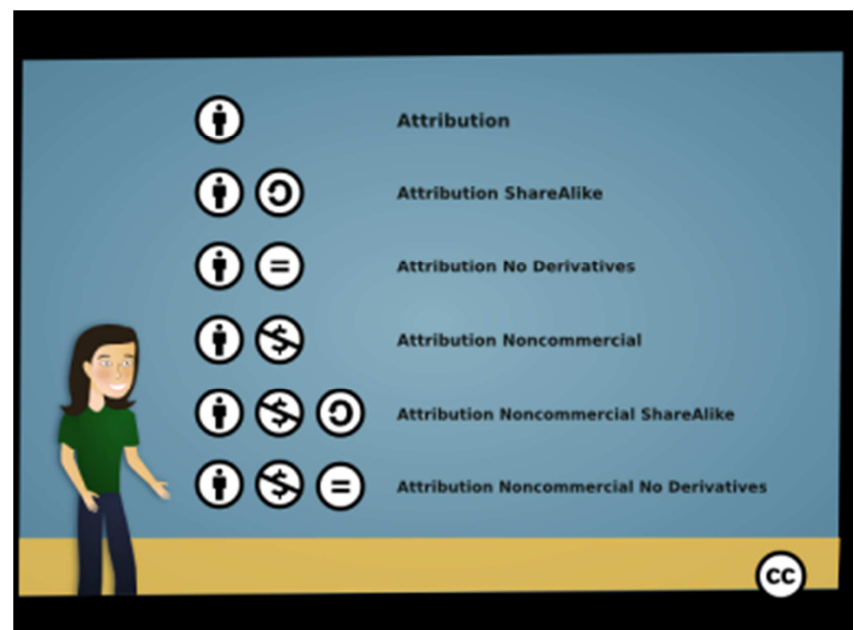 Attribution
Attribution ShareAlike
Attribution No Derivatives
Attribution Noncommercial
Attribution Noncommercial ShareAlike
Attribution Noncommercial No Derivatives
cc